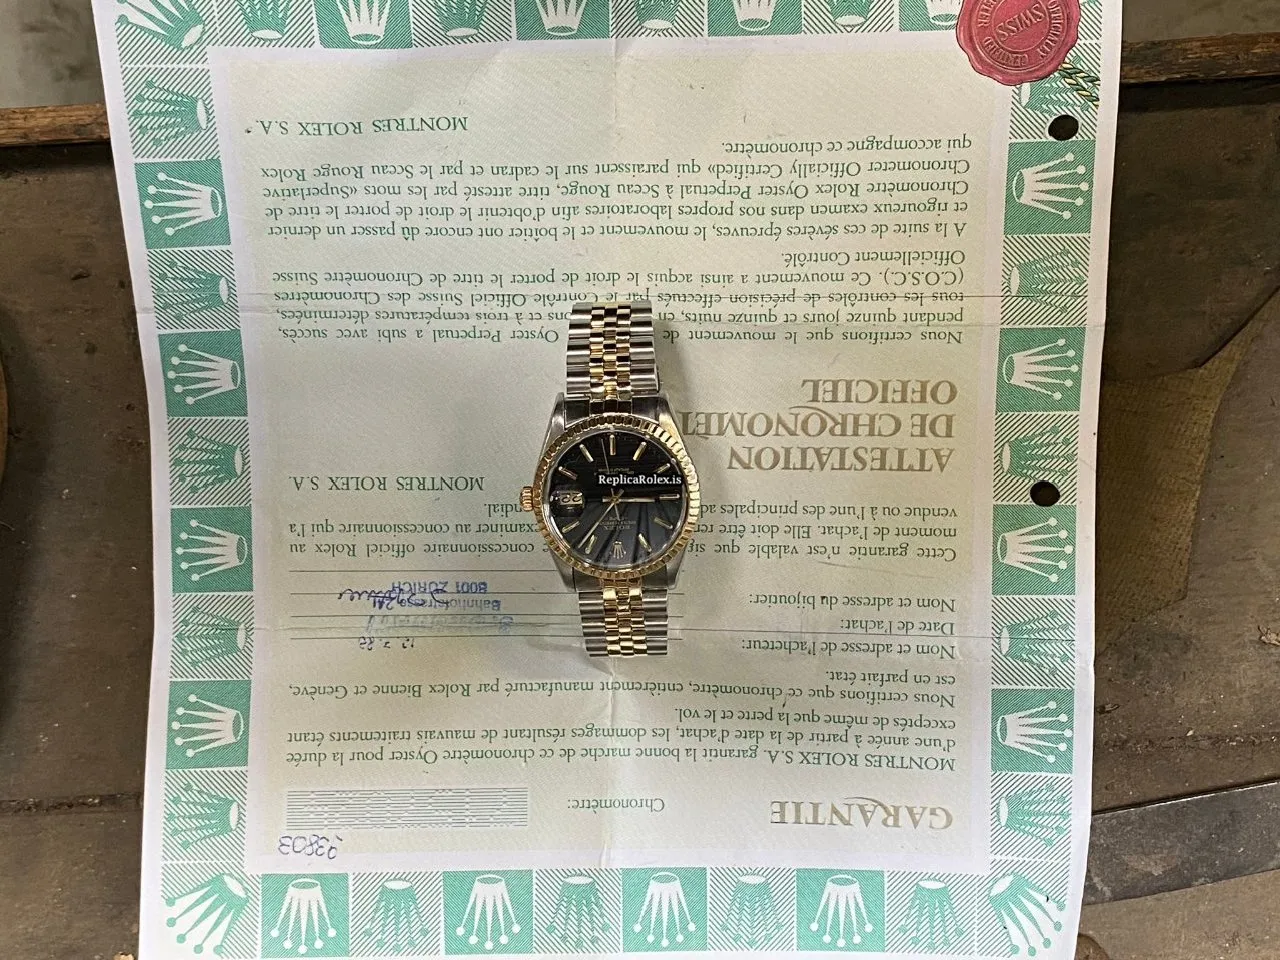 GARANTIE
Chronomètre:
MONTRES ROLEX S.A. garantit la bonne marche de ce chronomètre Oyster Perpetual pour la durée
d'une année à partir de la date d'achat, les dommages résultant de mauvais traitements étant
exceptés de même que la perte et le vol.
Nous certifions que ce chronomètre, entièrement manufacturé par Rolex Bienne et Genève,
est en parfait état.
Nom et adresse de l'acheteur:
Date de l'achat:
Nom et adresse du bijoutier:
Bahnhofstrasse
8001 ZÜRICH
Cette garantie n'est valable que concessionnaire officiel Rolex au
moment de l'achat. Elle doit être examiner au concessionnaire qui l'a
vendue ou à l'une des principales
MONTRES ROLEX S.A.
ATTESTATION
DE
OFFICIEL
Nous certifions que le mouvement de Oyster Perpetual a subi avec succès,
pendant quinze jours et quinze nuits, en et à trois températures déterminées,
tous les contrôles de précision effectués par le Contrôle Officiel Suisse des Chronomètres
(C.O.S.C.). Ce mouvement a ainsi acquis le droit de porter le titre de Chronomètre Suisse
Officiellement Contrôlé.
A la suite de ces sévères épreuves, le mouvement et le boîtier ont encore dû passer un dernier
et rigoureux examen dans nos propres laboratoires afin d'obtenir le droit de porter le titre de
Chronomètre Rolex Oyster Perpetual à Sceau Rouge, titre attesté par les mots «Superlative
Chronometer Officially Certified» qui paraissent sur le cadran et par le Sceau Rouge Rolex
qui accompagne ce chronomètre.
MONTRES ROLEX S.A.
SWISS
OFFICIALLY CERTIFIED
ReplicaRolex.is
ROLEX